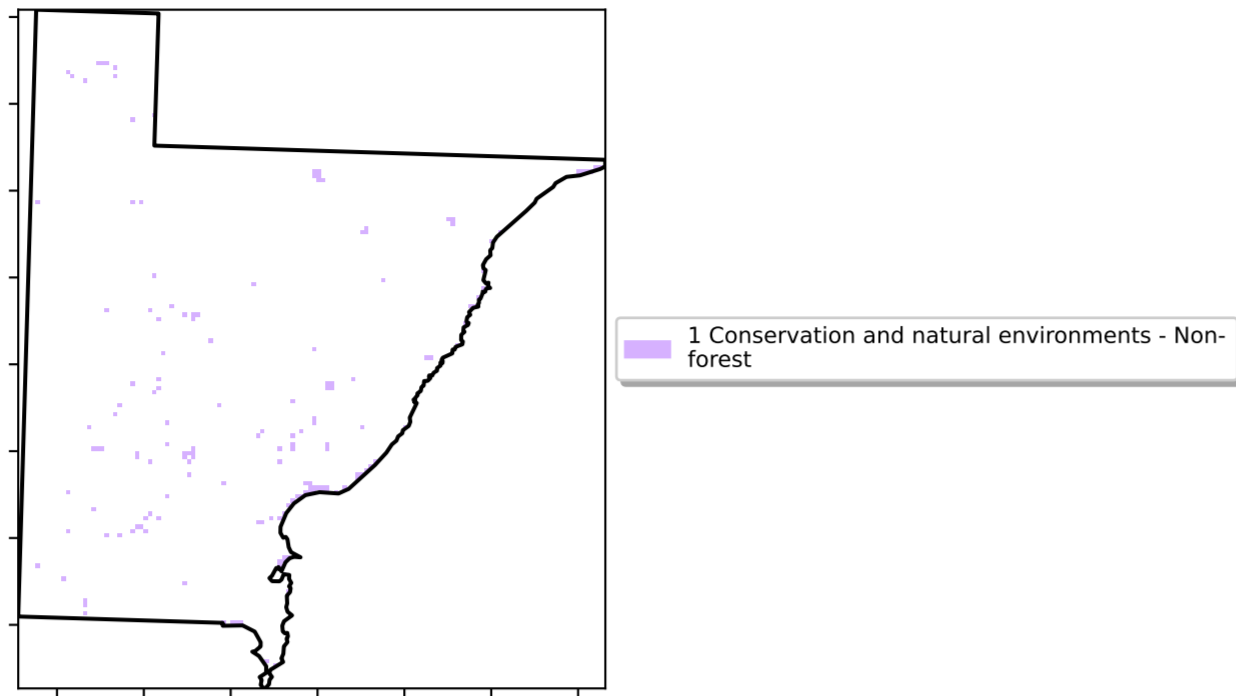 1 Conservation and natural environments - Non-
forest